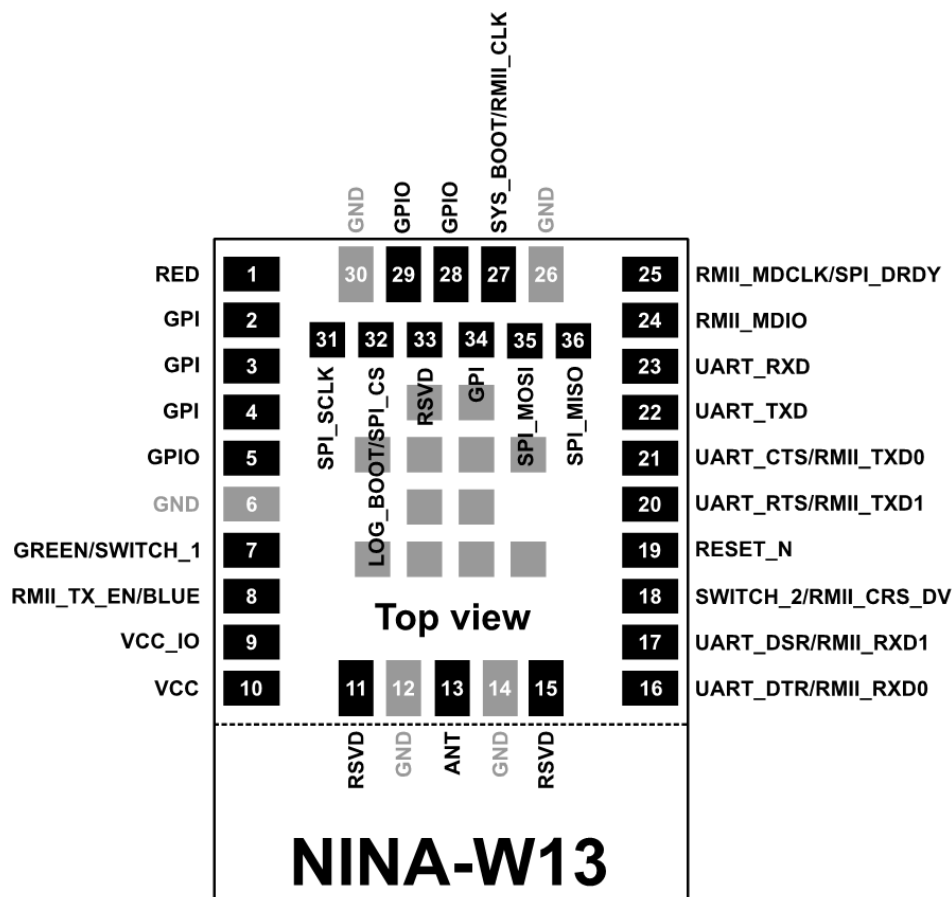 SYS_BOOT/RMII_CLK
GND
GPIO
GPIO
GND
30
29
28
27
26
RED 1
GPI 2
GPI 3
GPI 4
GPIO 5
GND 6
GREEN/SWITCH_1 7
RMII_TX_EN/BLUE 8
VCC_IO 9
VCC 10
31
32
33
34
35
36
SPI_SCLK
LOG_BOOT/SPI_CS
RSVD
GPI
SPI_MOSI
SPI_MISO
25 RMII_MDCLK/SPI_DRDY
24 RMII_MDIO
23 UART_RXD
22 UART_TXD
21 UART_CTS/RMII_TXD0
20 UART_RTS/RMII_TXD1
19 RESET_N
18 SWITCH_2/RMII_CRS_DV
17 UART_DSR/RMII_RXD1
16 UART_DTR/RMII_RXD0
Top view
11
12
13
14
15
RSVD
GND
ANT
GND
RSVD
NINA-W13